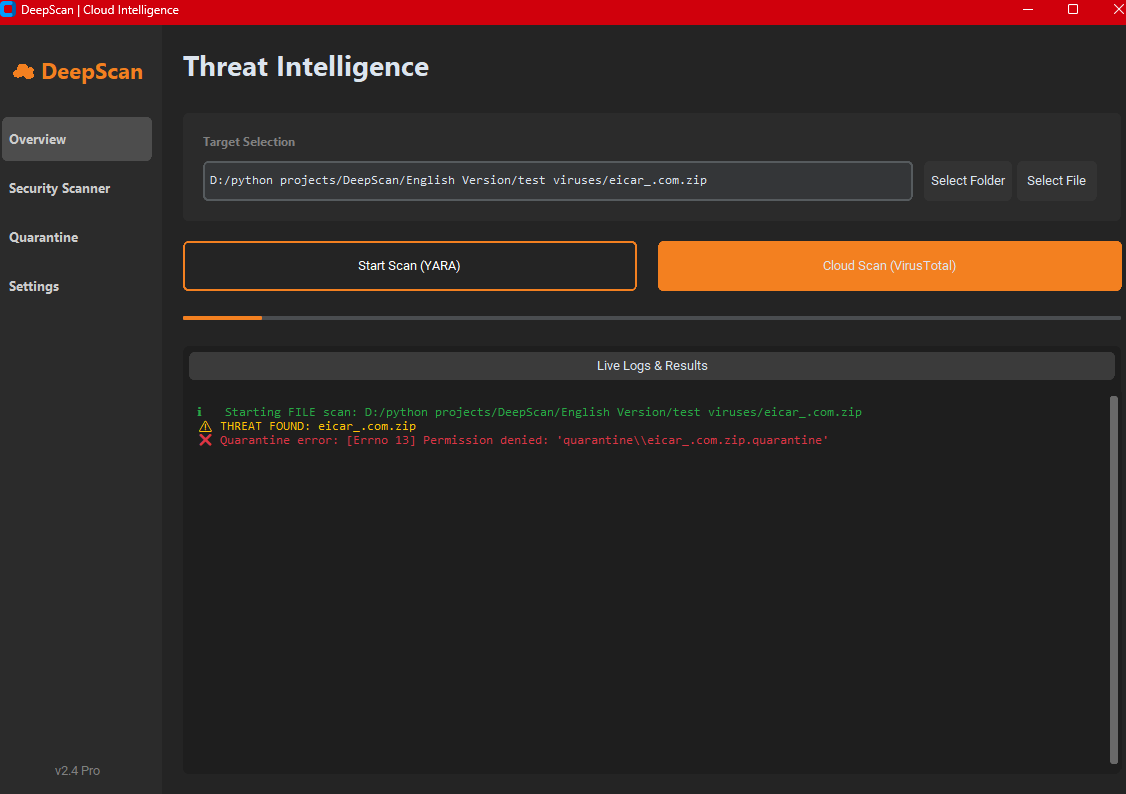 DeepScan | Cloud Intelligence
DeepScan
Overview
Security Scanner
Quarantine
Settings
v2.4 Pro
Threat Intelligence
Target Selection
D:/python projects/DeepScan/English Version/test viruses/eicar_.com.zip
Select Folder
Select File
Start Scan (YARA)
Cloud Scan (VirusTotal)
Live Logs & Results
ℹ Starting FILE scan: D:/python projects/DeepScan/English Version/test viruses/eicar_.com.zip
⚠ THREAT FOUND: eicar_.com.zip
❌ Quarantine error: [Errno 13] Permission denied: 'quarantine\\eicar_.com.zip.quarantine'